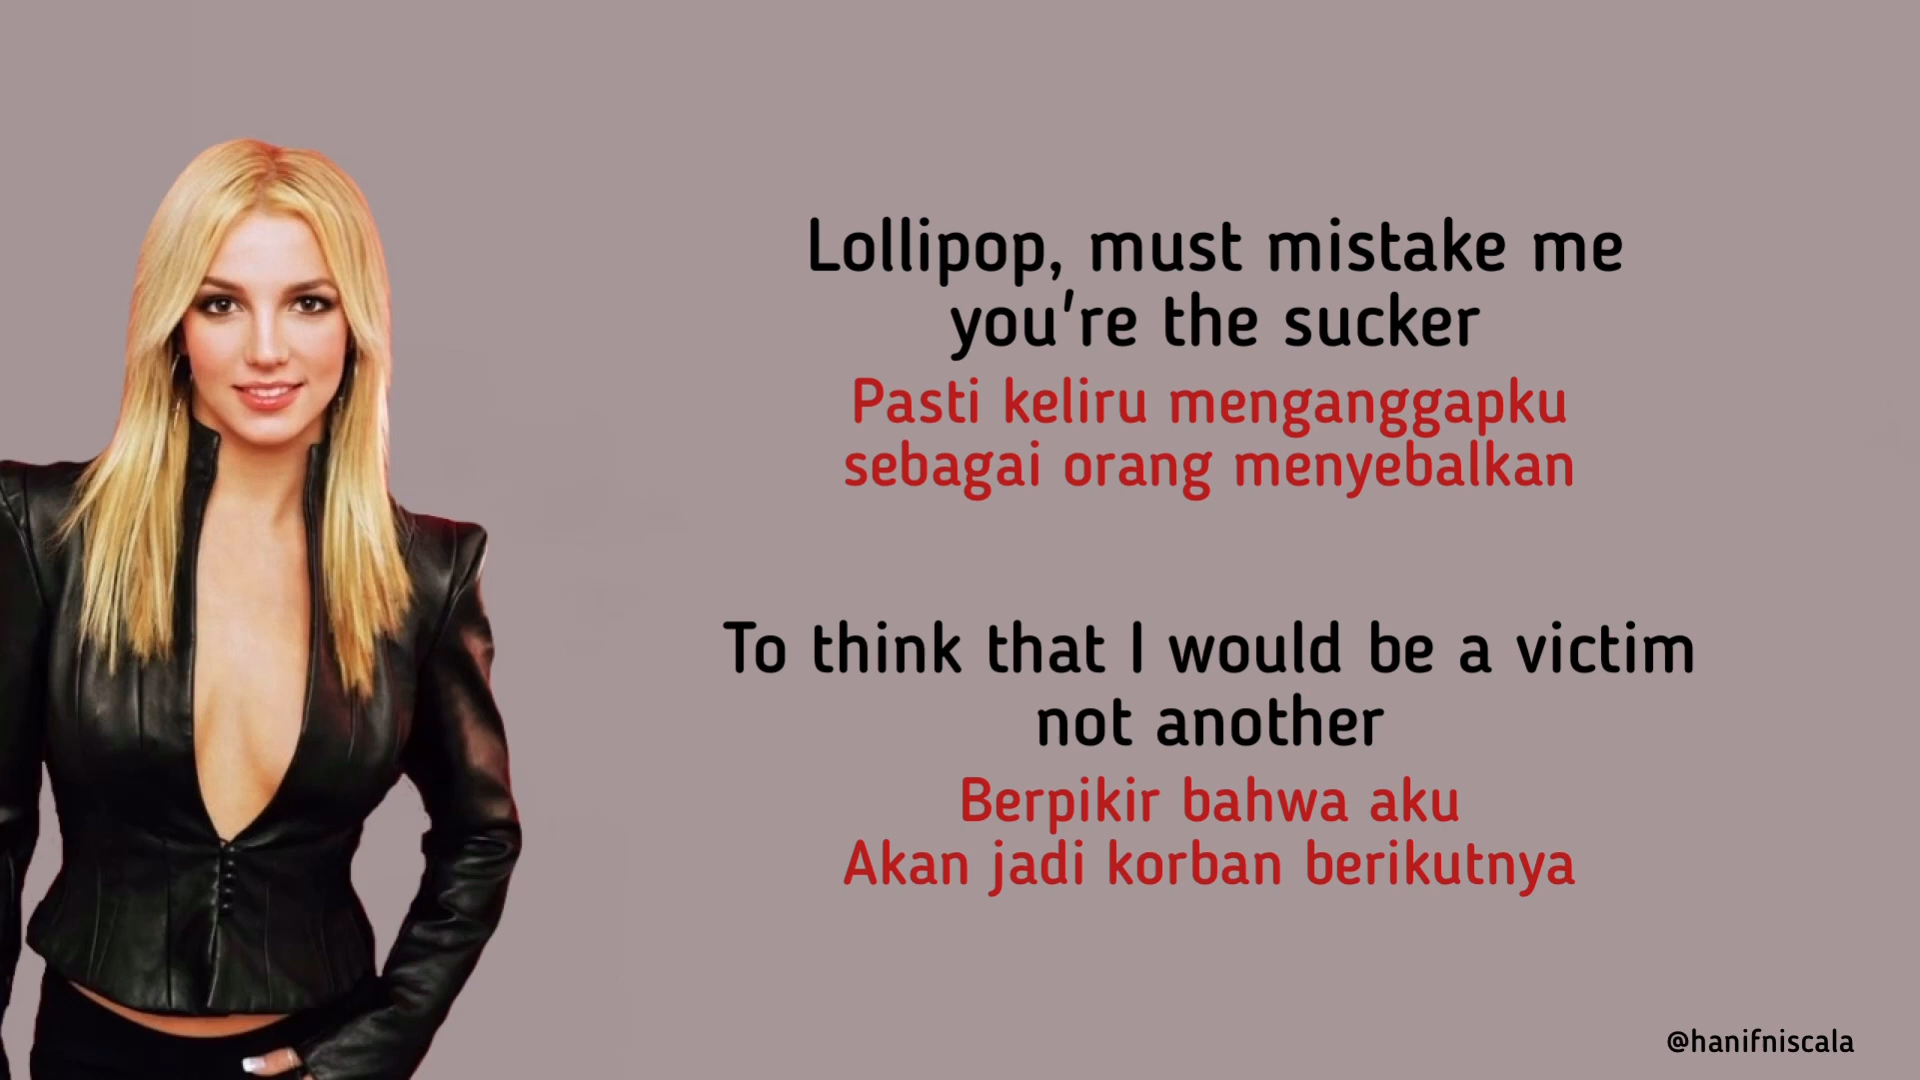 Lollipop, must mistake me
you're the sucker
Pasti keliru menganggapku
sebagai orang menyebalkan
To think that I would be a victim
not another
Berpikir bahwa aku
Akan jadi korban berikutnya
@hanifniscala